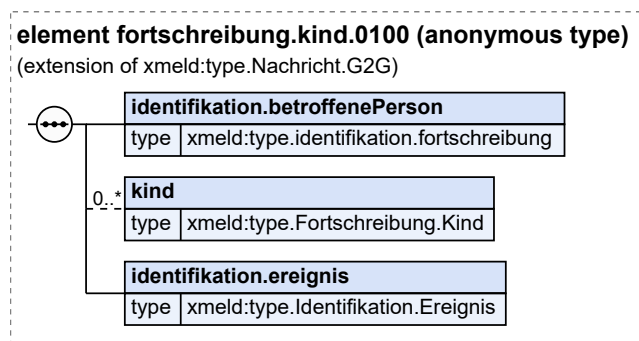 element fortschreibung.kind.0100 (anonymous type)
(extension of xmeld:type.Nachricht.G2G)
identifikation.betroffenePerson
type xmeld:type.identifikation.fortschreibung
0..* kind
type xmeld:type.Fortschreibung.Kind
identifikation.ereignis
type xmeld:type.Identifikation.Ereignis